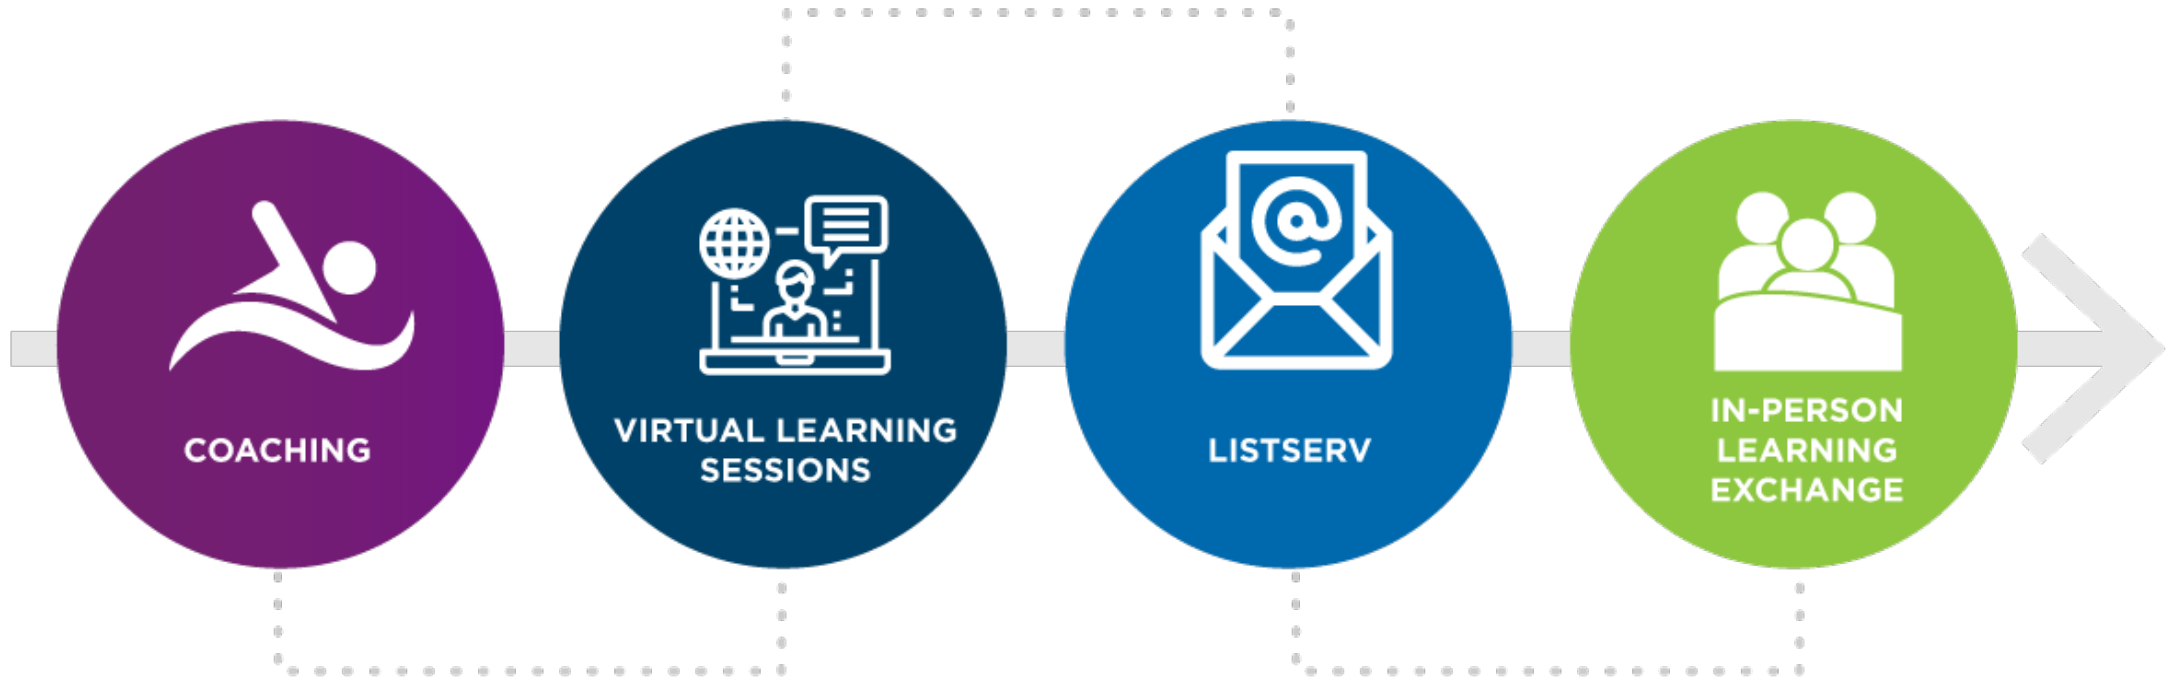 COACHING
VIRTUAL LEARNING
SESSIONS
@
LISTSERV
IN-PERSON
LEARNING
EXCHANGE